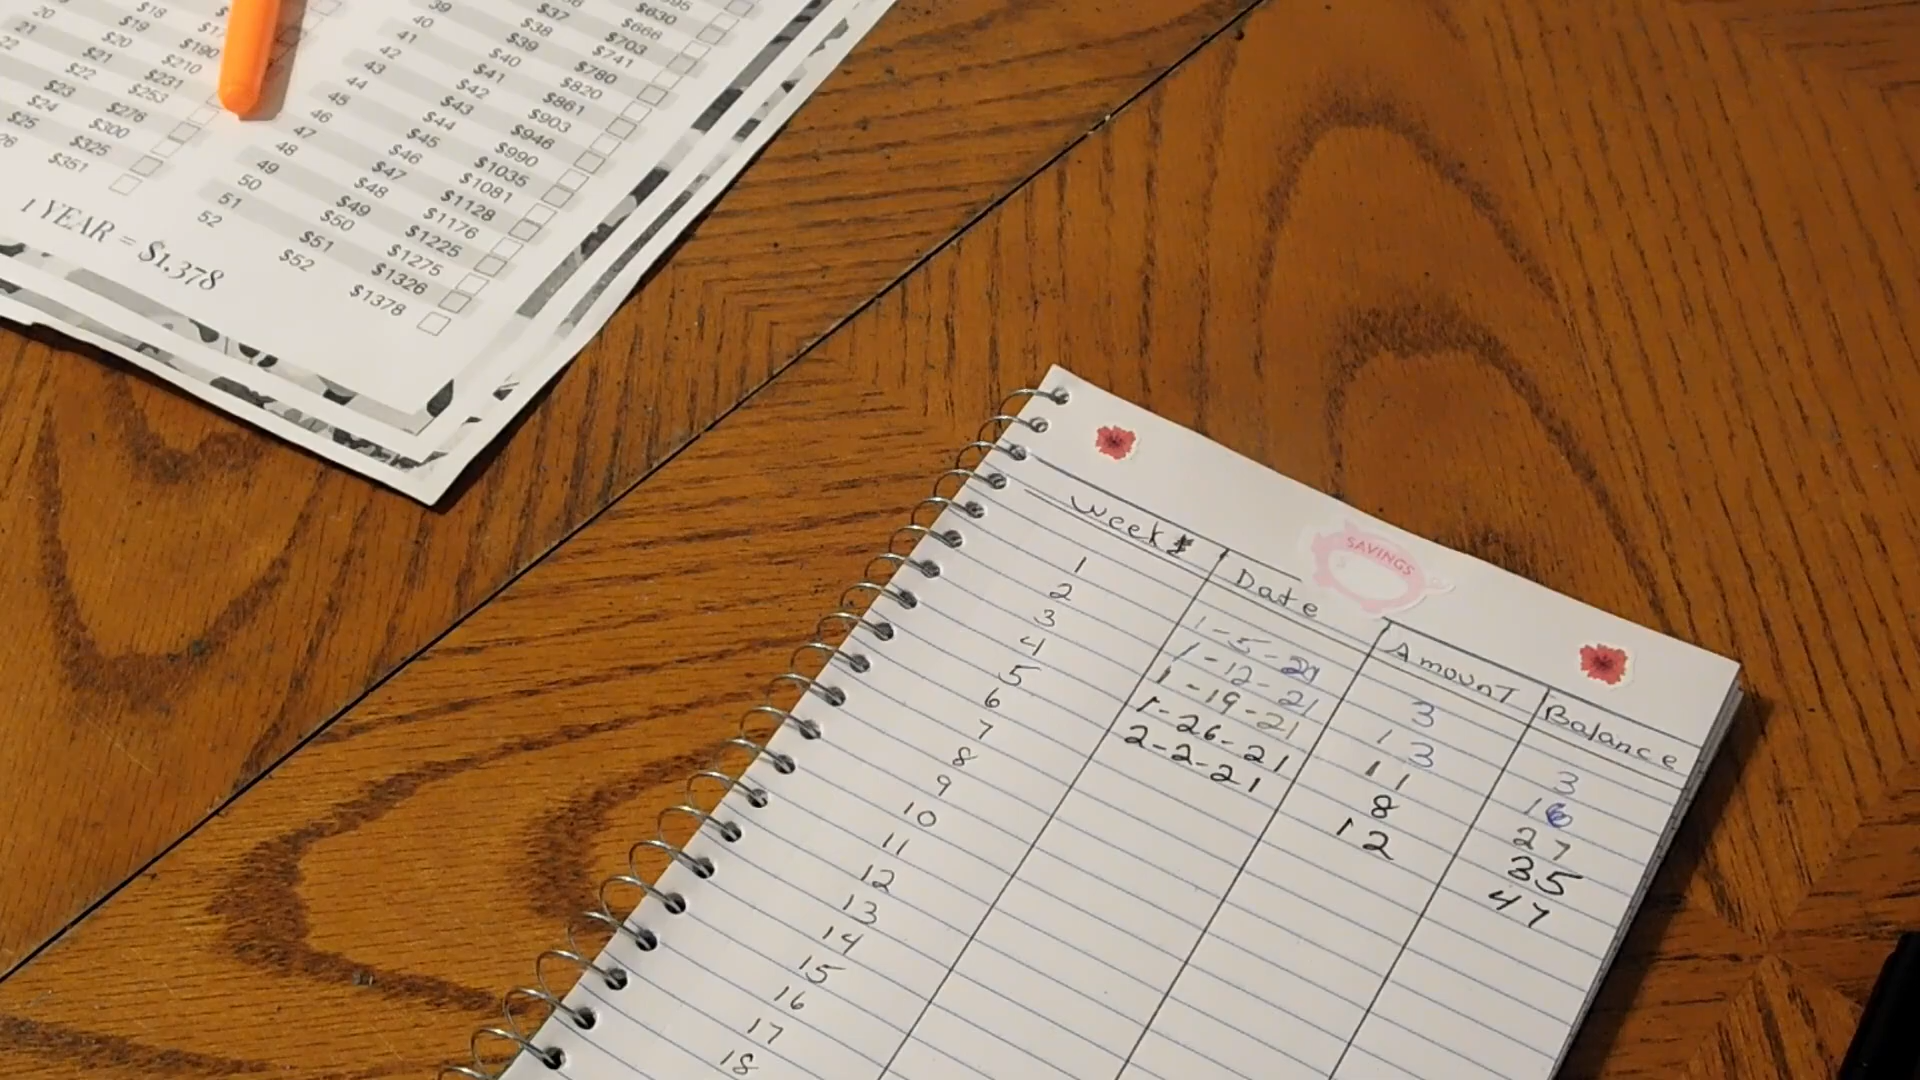 $18
20 $19 $190
21 $20 $210
22 $21 $231
$22 $253
$23 $276
$24 $300
$25 $325
26 $351
$37
39 $38 $703
40 $39 $741
41 $40 $780
42 $41 $820
43 $42 $861
44 $43 $903
45 $44 $946
46 $45 $990
47 $46 $1035
48 $47 $1081
49 $48 $1128
50 $49 $1176
51 $50 $1225
52 $51 $1275
$52 $1326
$1378
$630
$666
1 YEAR = $1,378
SAVINGS
Week # Date Amount Balance
1 1-5-21 3 3
2 1-12-21 13 16
3 1-19-21 11 27
4 1-26-21 8 35
5 2-2-21 12 47
6
7
8
9
10
11
12
13
14
15
16
17
18